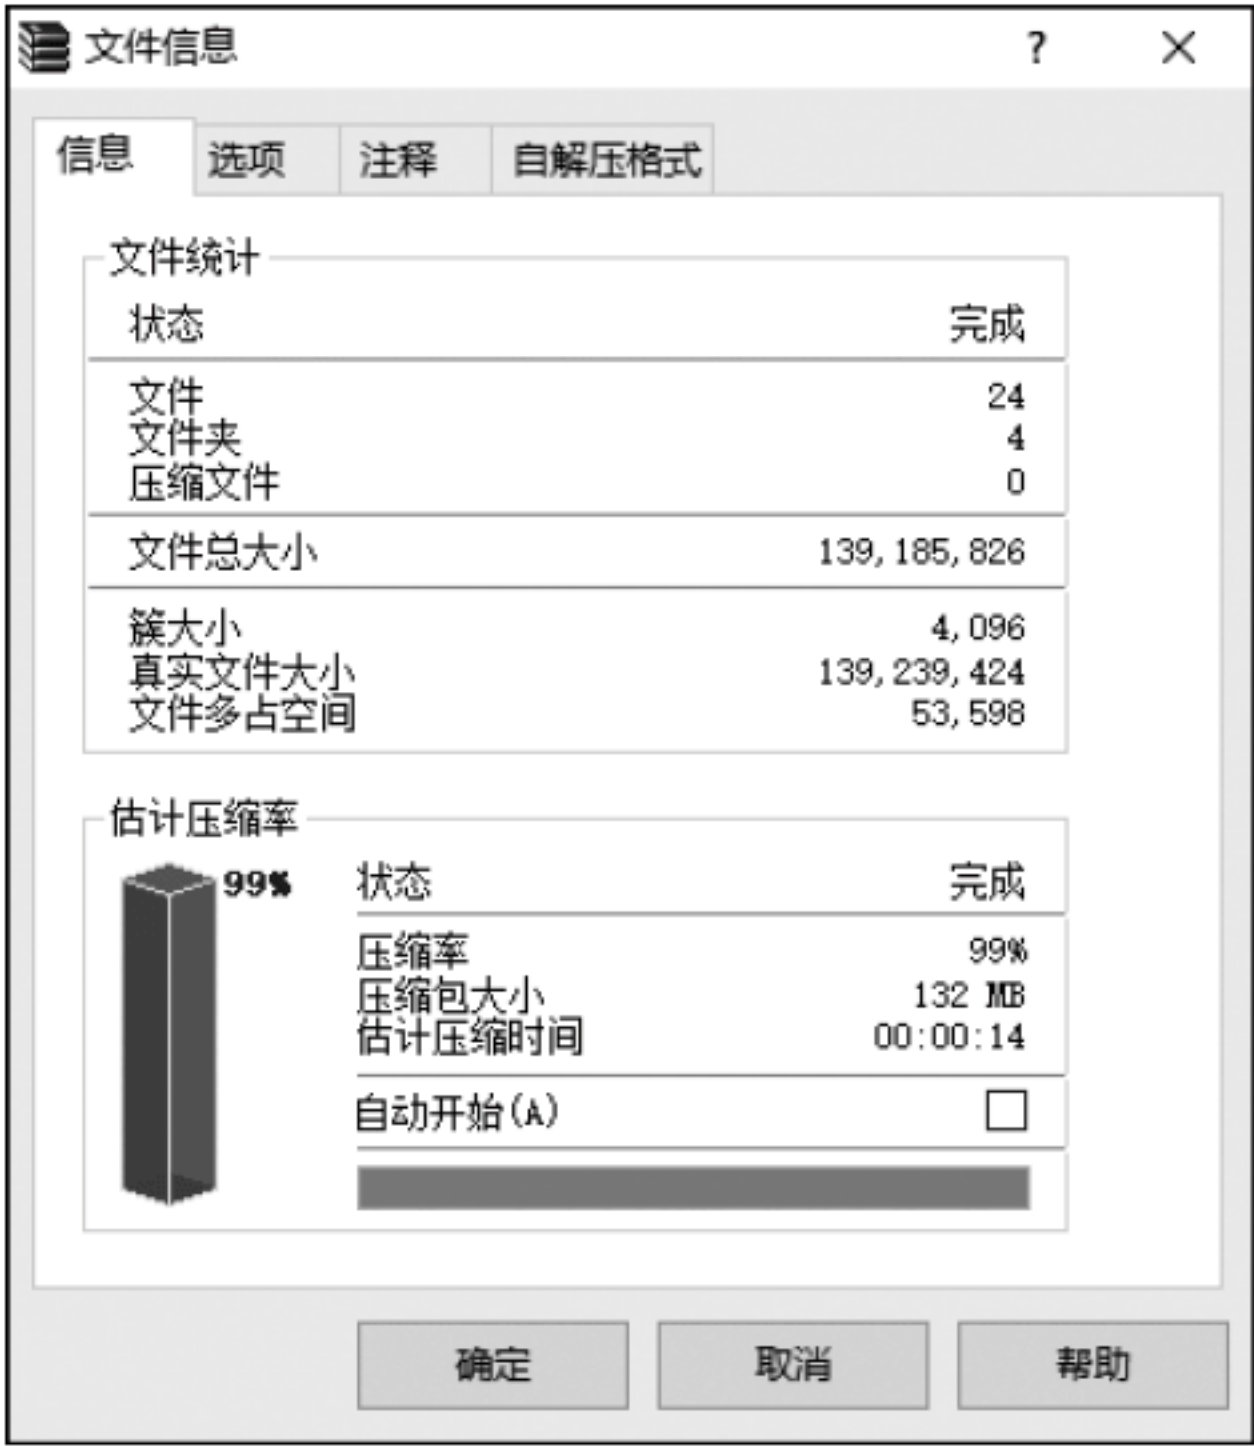 文件信息 ? ×
信息 选项 注释 自解压格式
文件统计
状态 完成
文件 24
文件夹 4
压缩文件 0
文件总大小 139,185,826
簇大小 4,096
真实文件大小 139,239,424
文件多占空间 53,598
估计压缩率
99%
状态 完成
压缩率 99%
压缩包大小 132 MB
估计压缩时间 00:00:14
自动开始(A)
确定 取消 帮助